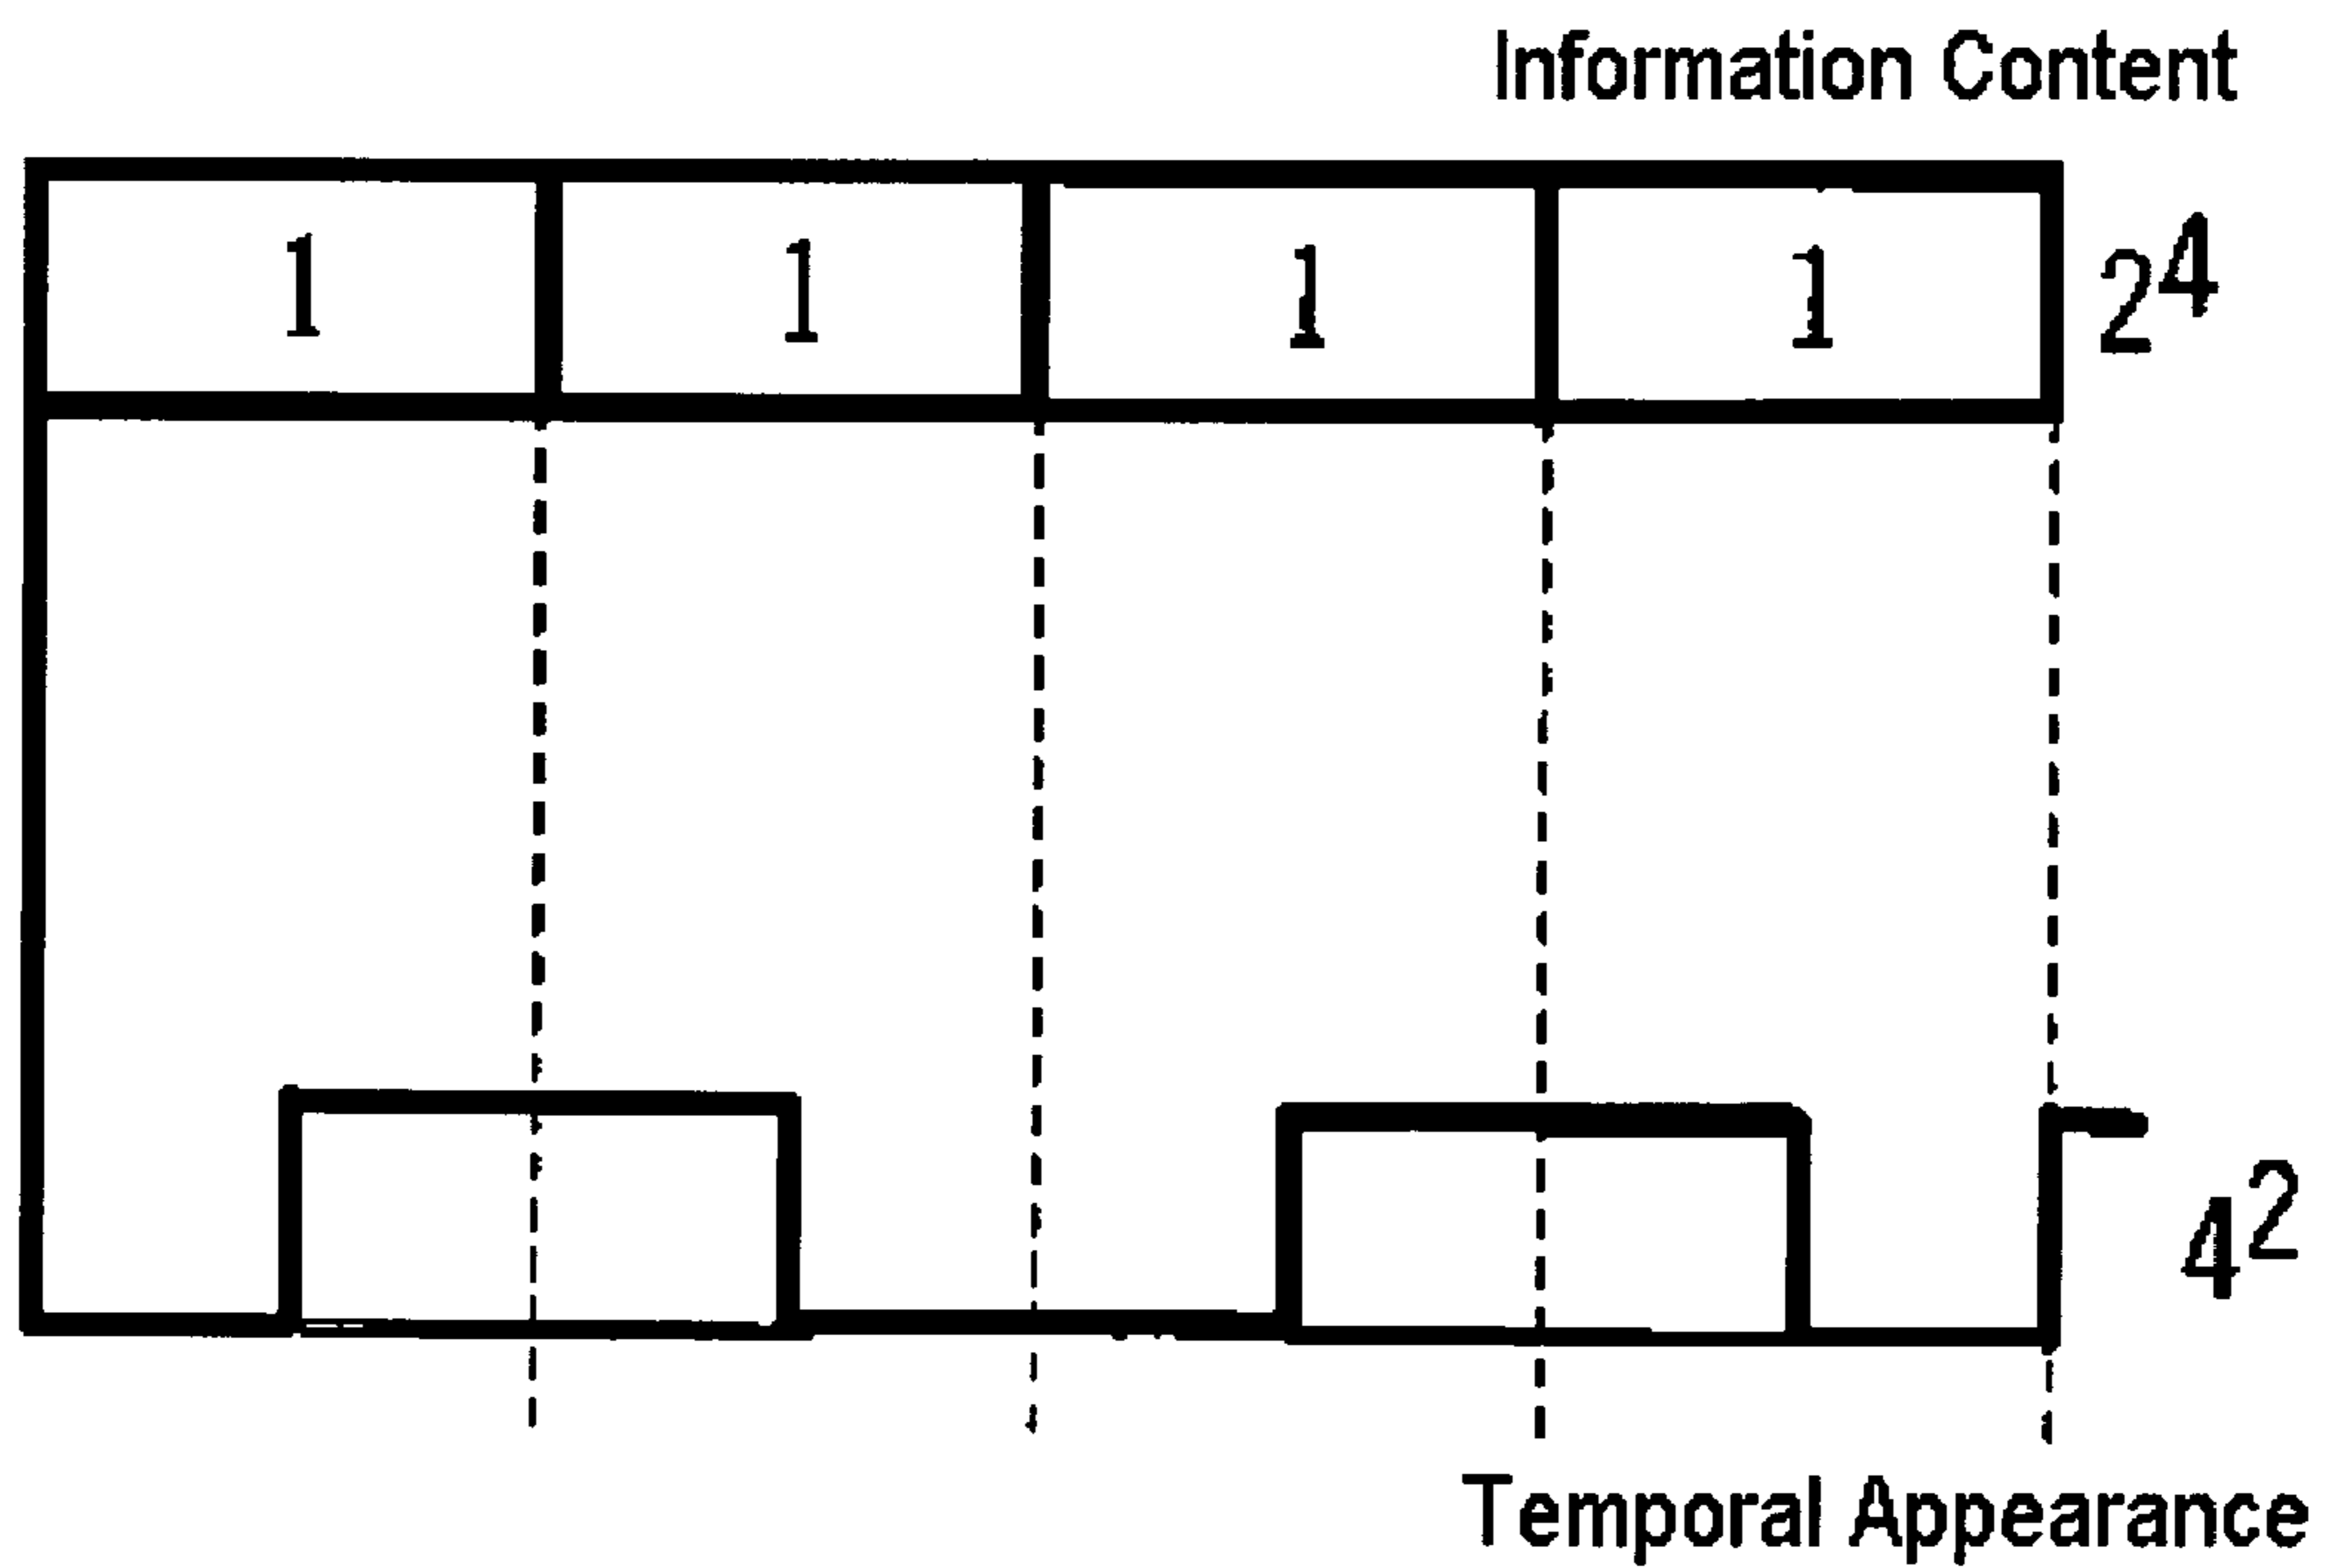 Information Content
1 1 1 1 2⁴
4²
Temporal Appearance